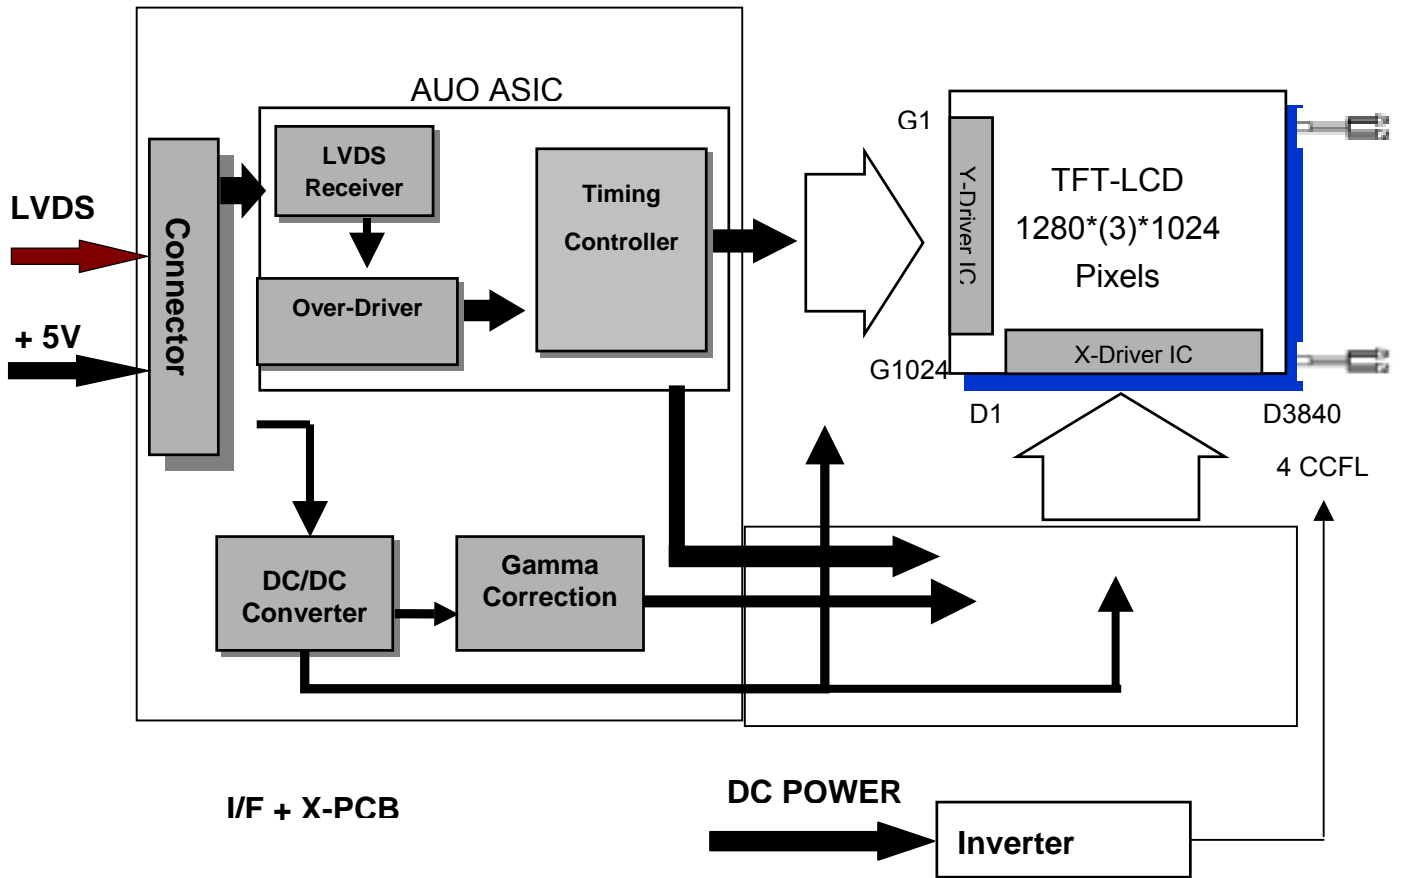 AUO ASIC
LVDS
Receiver
Timing
Controller
Over-Driver
Connector
LVDS
+ 5V
DC/DC
Converter
Gamma
Correction
G1
Y-Driver IC
TFT-LCD
1280*(3)*1024
Pixels
X-Driver IC
G1024
D1
D3840
4 CCFL
I/F + X-PCB
DC POWER
Inverter